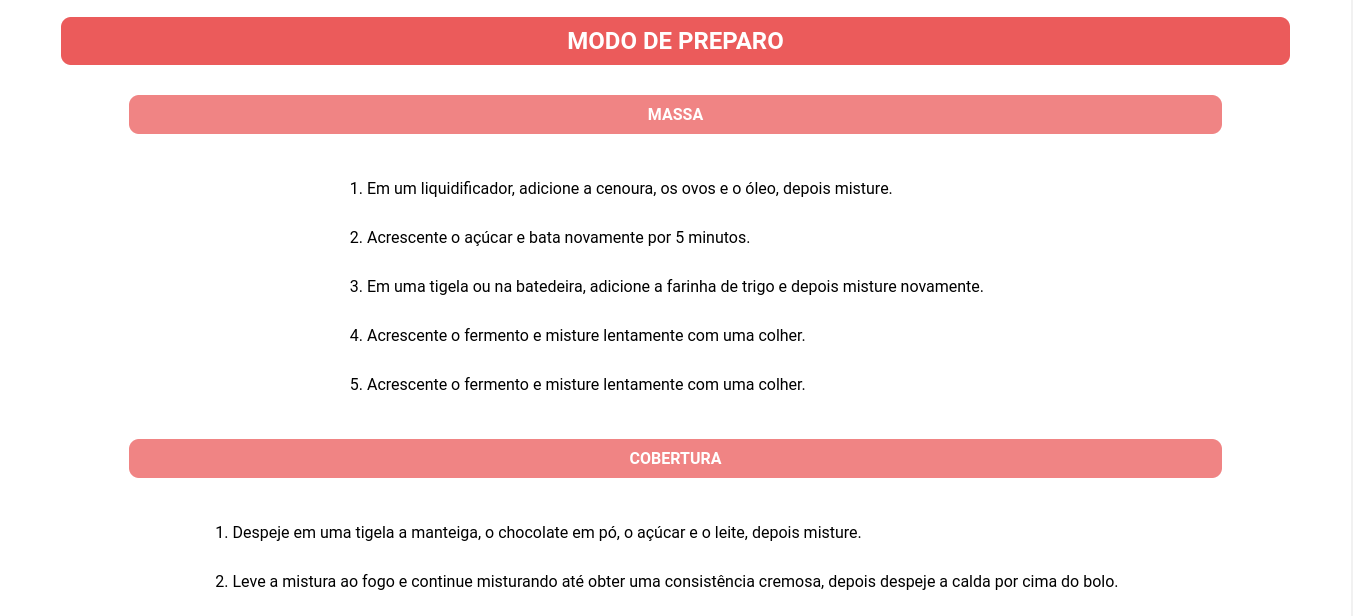 MODO DE PREPARO
MASSA
1. Em um liquidificador, adicione a cenoura, os ovos e o óleo, depois misture.
2. Acrescente o açúcar e bata novamente por 5 minutos.
3. Em uma tigela ou na batedeira, adicione a farinha de trigo e depois misture novamente.
4. Acrescente o fermento e misture lentamente com uma colher.
5. Acrescente o fermento e misture lentamente com uma colher.
COBERTURA
1. Despeje em uma tigela a manteiga, o chocolate em pó, o açúcar e o leite, depois misture.
2. Leve a mistura ao fogo e continue misturando até obter uma consistência cremosa, depois despeje a calda por cima do bolo.